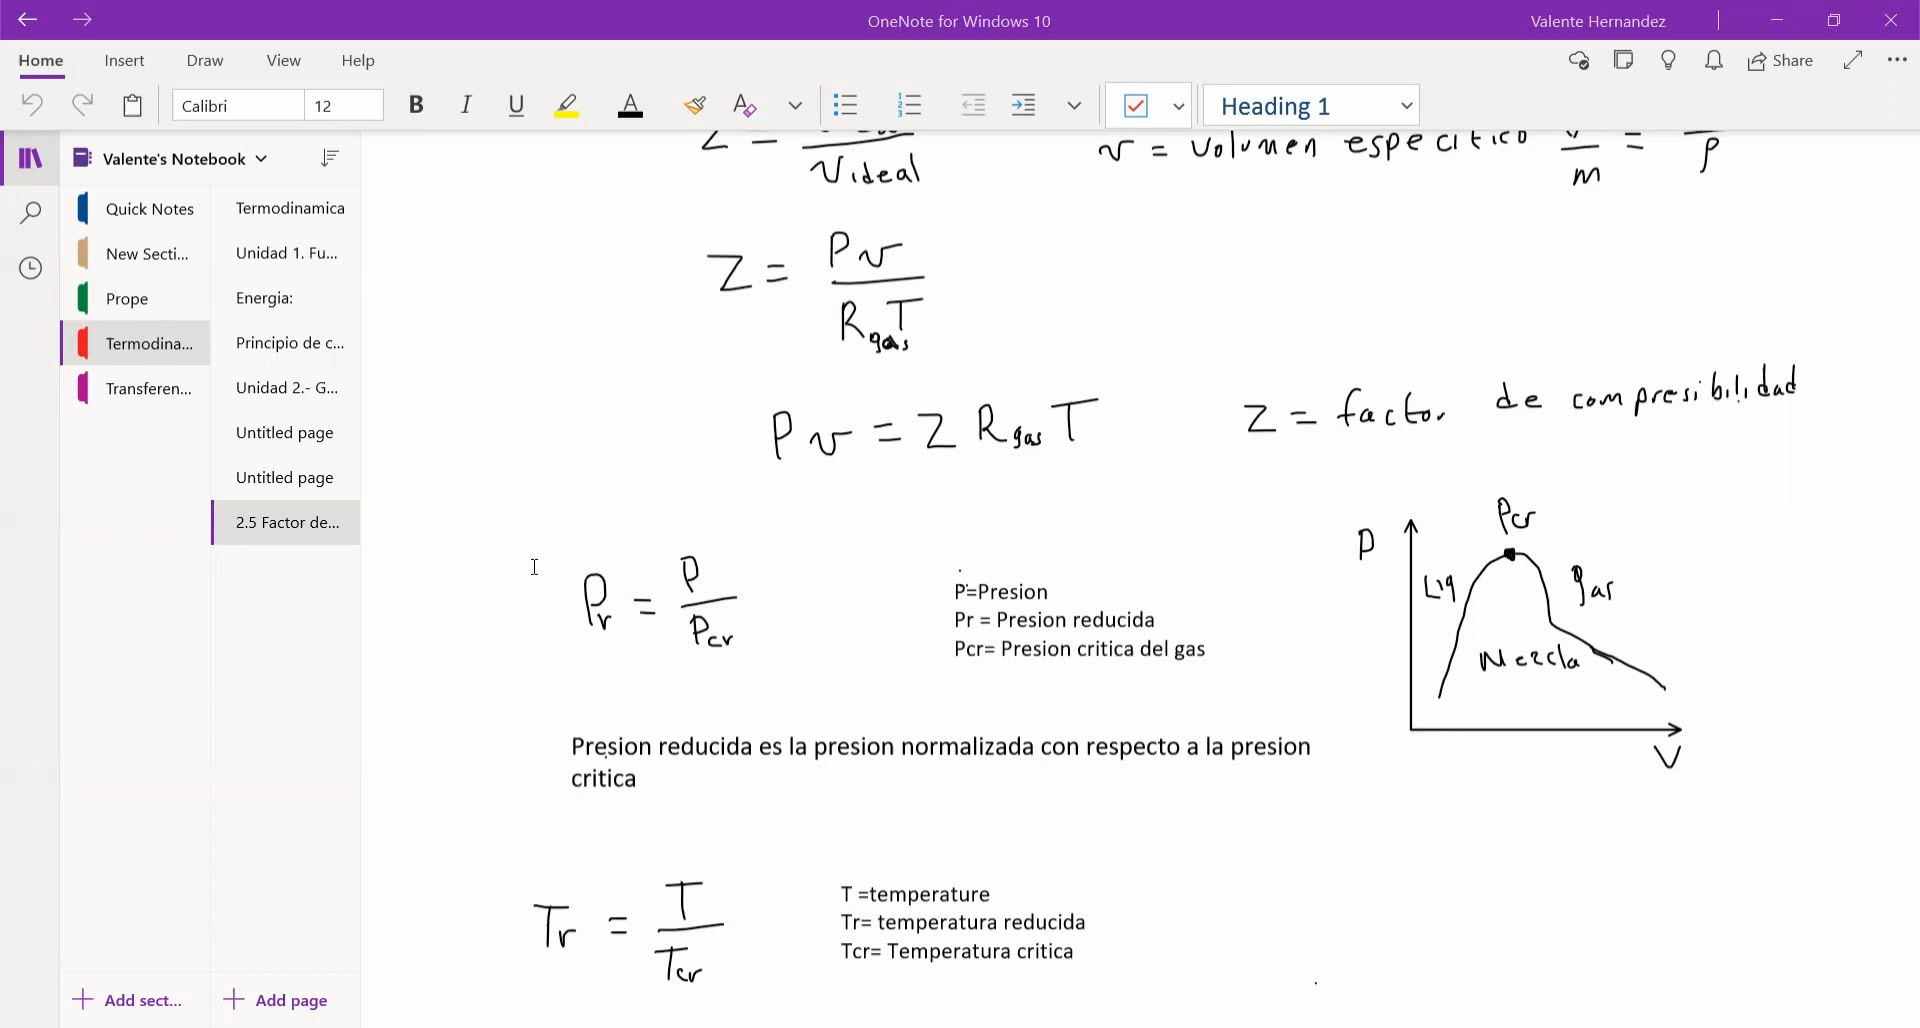 OneNote for Windows 10
Valente Hernandez
Home Insert Draw View Help
Share
Calibri 12 B I U A Heading 1
Valente's Notebook
Quick Notes
New Secti...
Prope
Termodina...
Transferen...
Termodinamica
Unidad 1. Fu...
Energia:
Principio de c...
Unidad 2.- G...
Untitled page
Untitled page
2.5 Factor de...
Add sect...
Add page
Z = / Videal
v = volumen especifico v/m = /ρ
Z = Pv / Rgas T
Pv = Z Rgas T
Z = factor de compresibilidad
Pr = P / Pcr
P=Presion
Pr = Presion reducida
Pcr= Presion critica del gas
Pcr
P
Liq
gas
Mezcla
V
Presion reducida es la presion normalizada con respecto a la presion
critica
Tr = T / Tcr
T =temperature
Tr= temperatura reducida
Tcr= Temperatura critica